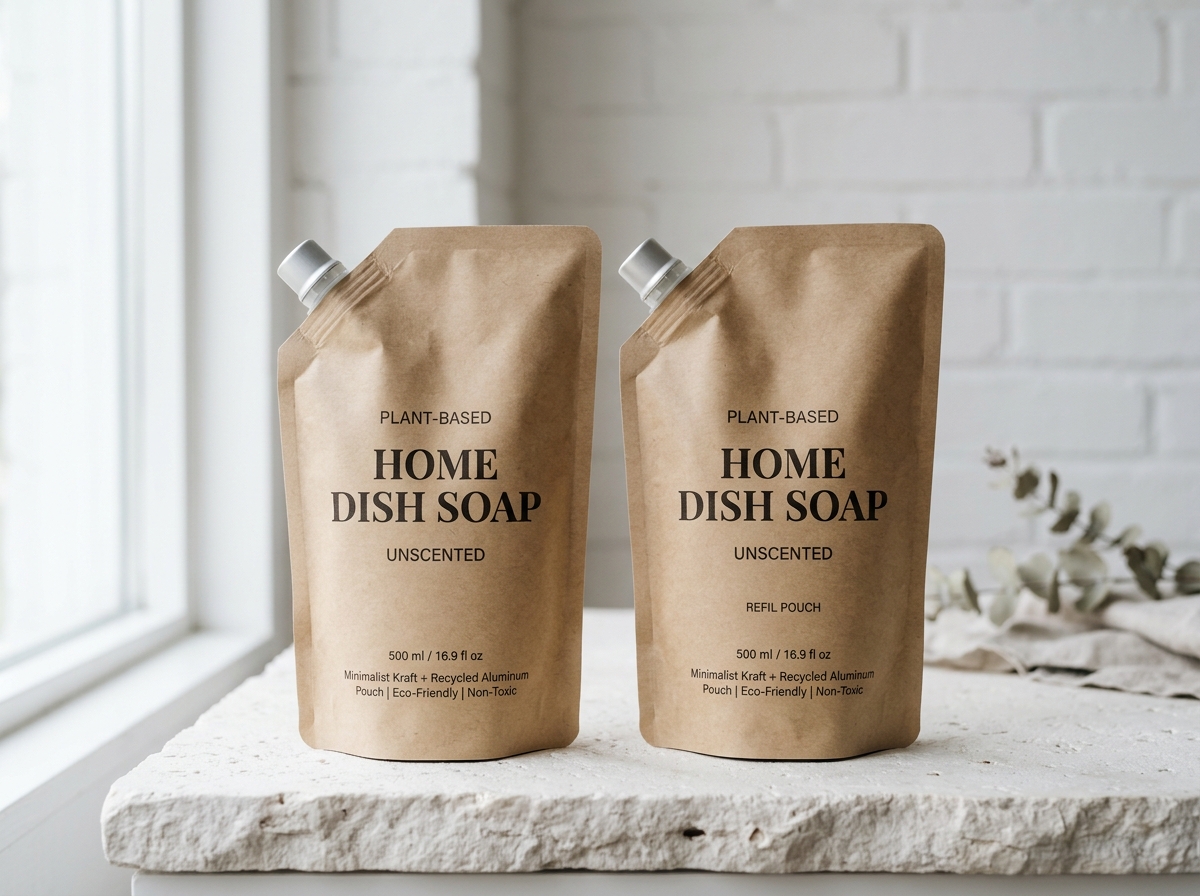 PLANT-BASED
HOME
DISH SOAP
UNSCENTED
500 ml / 16.9 fl oz
Minimalist Kraft + Recycled Aluminum
Pouch | Eco-Friendly | Non-Toxic
PLANT-BASED
HOME
DISH SOAP
UNSCENTED
REFIL POUCH
500 ml / 16.9 fl oz
Minimalist Kraft + Recycled Aluminum
Pouch | Eco-Friendly | Non-Toxic